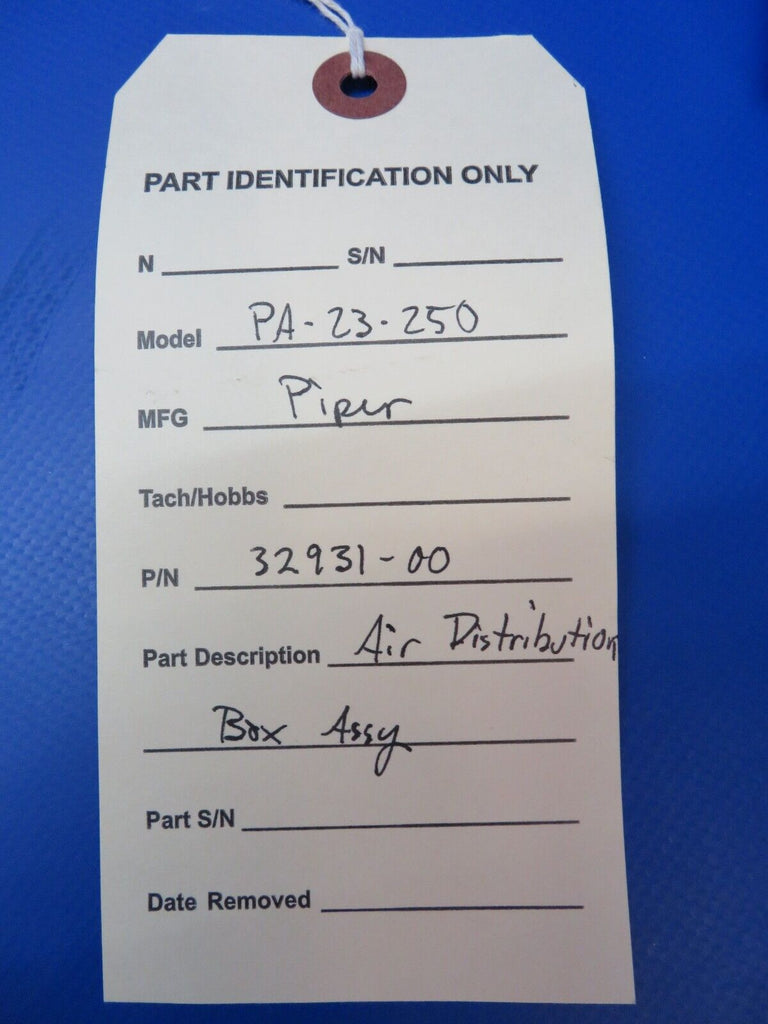 PART IDENTIFICATION ONLY
N S/N
Model PA-23-250
MFG Piper
Tach/Hobbs
P/N 32931-00
Part Description Air Distribution
Box Assy
Part S/N
Date Removed